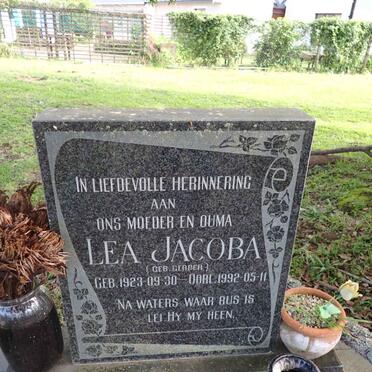 IN LIEFDEVOLLE HERINNERING
AAN
ONS MOEDER EN OUMA
LEA JACOBA
(GEB. GERBER)
GEB. 1923-09-30 - OORL. 1992-05-11
NA WATERS WAAR RUS IS
LEI HY MY HEEN.